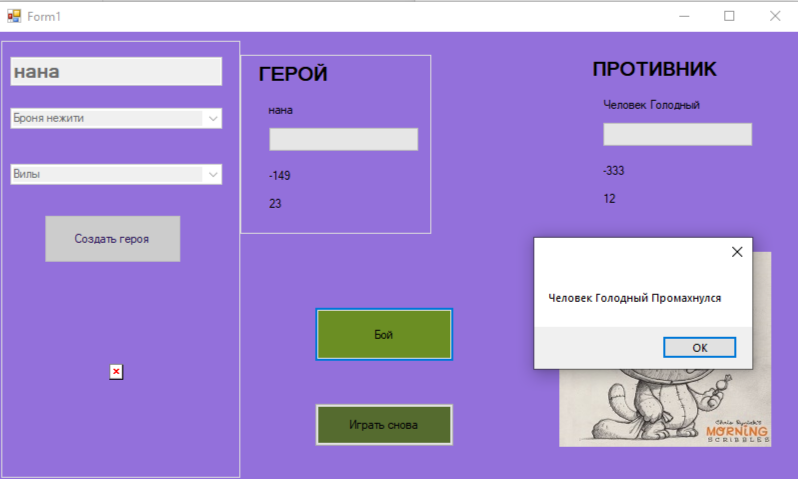 Form1
нана
Броня нежити
Вилы
Создать героя
ГЕРОЙ
нана
-149
23
Бой
Играть снова
ПРОТИВНИК
Человек Голодный
-333
12
Человек Голодный Промахнулся
OK
MORNING
SCRIBBLES